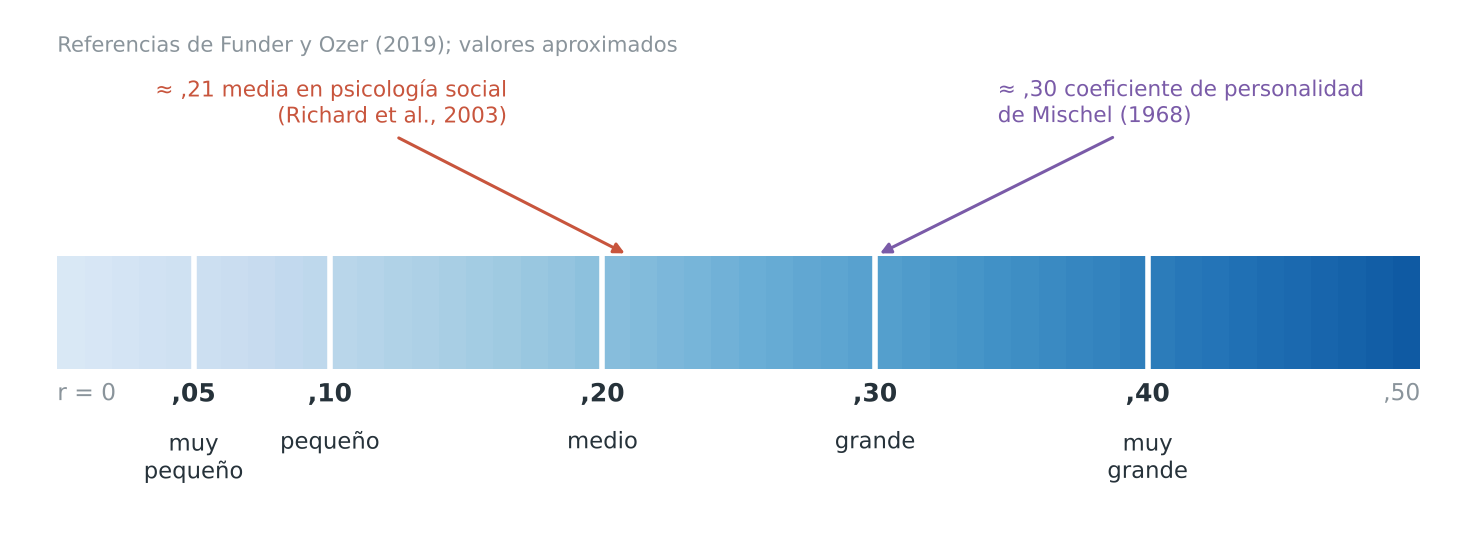 Referencias de Funder y Ozer (2019); valores aproximados
≈ ,21 media en psicología social
(Richard et al., 2003)
≈ ,30 coeficiente de personalidad
de Mischel (1968)
r = 0
,05
,10
,20
,30
,40
,50
muy
pequeño
pequeño
medio
grande
muy
grande